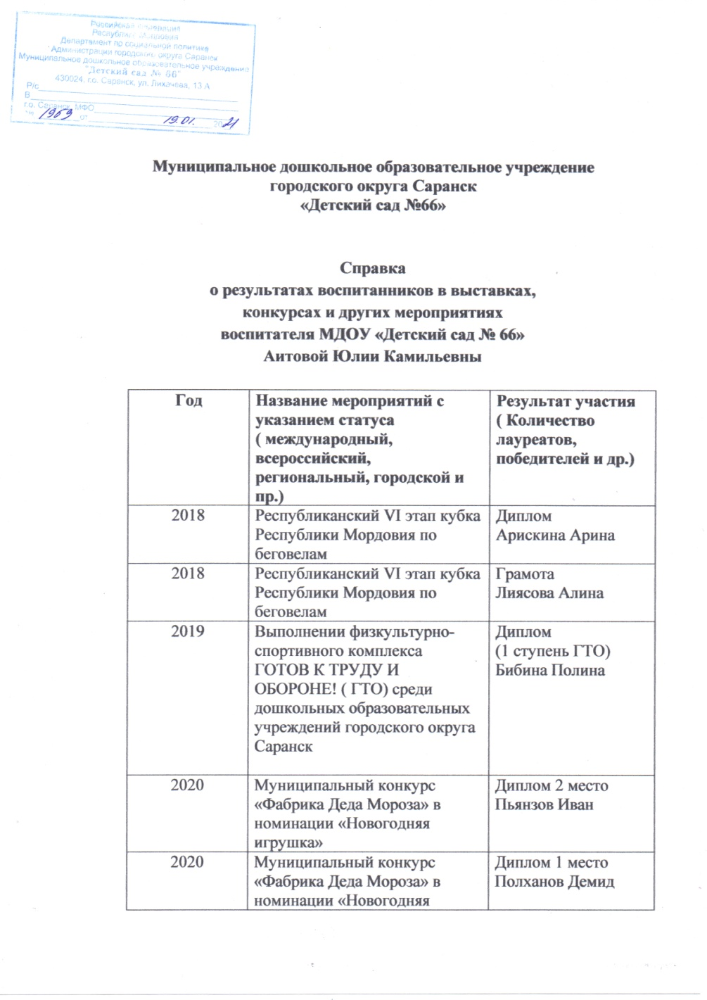 Российская Федерация
Республика Мордовия
Департамент по социальной политике
Администрации городского округа Саранск
Муниципальное дошкольное образовательное учреждение
"Детский сад № 66"
430024, г.о. Саранск, ул. Лихачева, 13 А
Р/с
В
г.о. Саранск, МФО
№ 1959 от 19.01. 2021
Муниципальное дошкольное образовательное учреждение
городского округа Саранск
«Детский сад №66»
Справка
о результатах воспитанников в выставках,
конкурсах и других мероприятиях
воспитателя МДОУ «Детский сад № 66»
Аитовой Юлии Камильевны
Год
Название мероприятий с
указанием статуса
( международный,
всероссийский,
региональный, городской и
пр.)
Результат участия
( Количество
лауреатов,
победителей и др.)
2018
Республиканский VI этап кубка
Республики Мордовия по
беговелам
Диплом
Арискина Арина
2018
Республиканский VI этап кубка
Республики Мордовия по
беговелам
Грамота
Лиясова Алина
2019
Выполнении физкультурно-
спортивного комплекса
ГОТОВ К ТРУДУ И
ОБОРОНЕ! ( ГТО) среди
дошкольных образовательных
учреждений городского округа
Саранск
Диплом
(1 ступень ГТО)
Бибина Полина
2020
Муниципальный конкурс
«Фабрика Деда Мороза» в
номинации «Новогодняя
игрушка»
Диплом 2 место
Пьянзов Иван
2020
Муниципальный конкурс
«Фабрика Деда Мороза» в
номинации «Новогодняя
Диплом 1 место
Полханов Демид